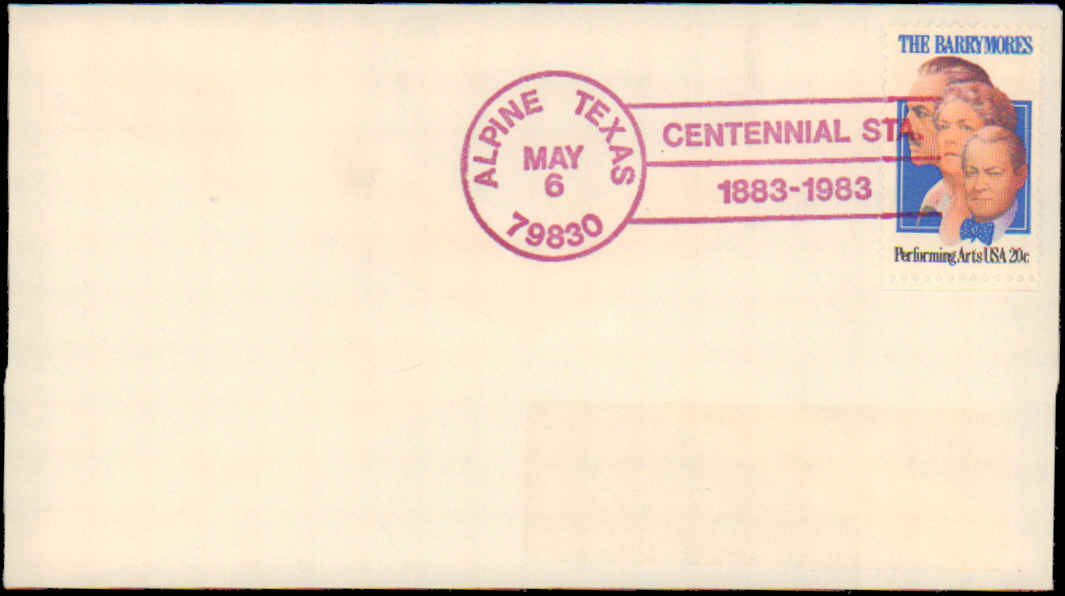 THE BARRYMORES
ALPINE TEXAS
MAY
6
79830
CENTENNIAL STA.
1883-1983
Performing Arts USA 20c